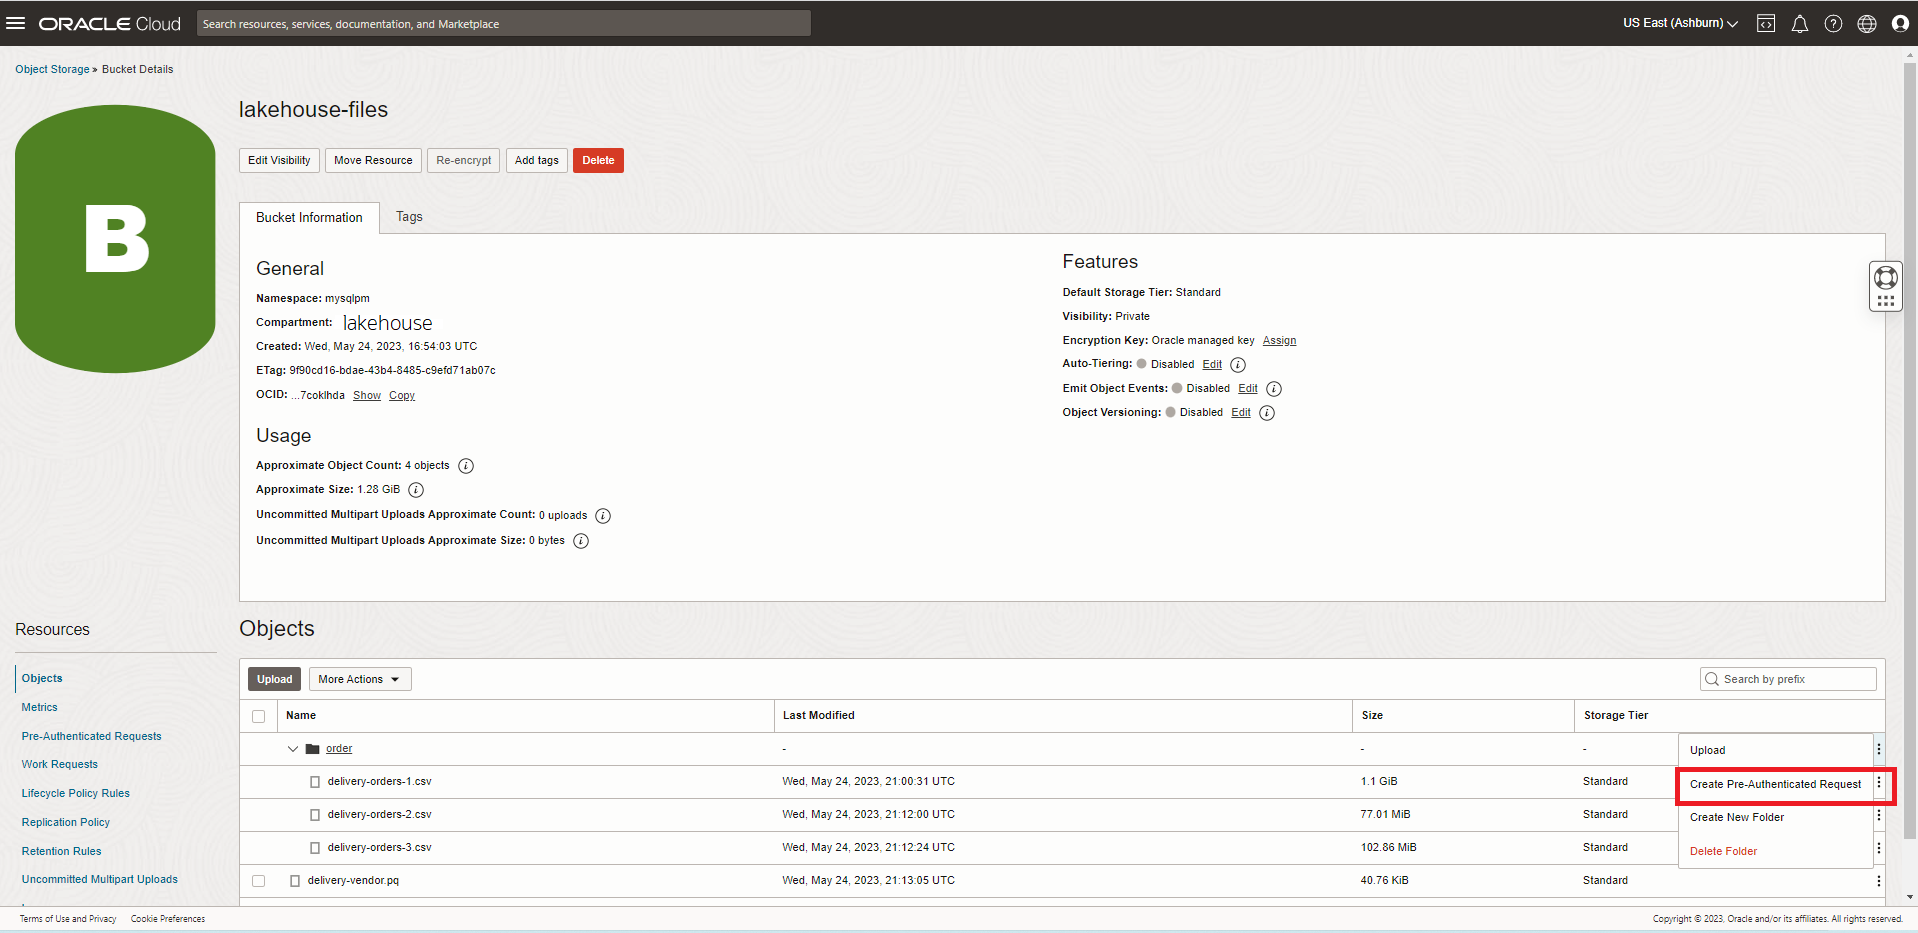 ORACLE Cloud
Search resources, services, documentation, and Marketplace
US East (Ashburn)
Object Storage » Bucket Details
B
lakehouse-files
Edit Visibility Move Resource Re-encrypt Add tags Delete
Bucket Information Tags
General
Namespace: mysqlpm
Compartment: lakehouse
Created: Wed, May 24, 2023, 16:54:03 UTC
ETag: 9f90cd16-bdae-43b4-8485-c9efd71ab07c
OCID: ...7coklhda Show Copy
Usage
Approximate Object Count: 4 objects
Approximate Size: 1.28 GiB
Uncommitted Multipart Uploads Approximate Count: 0 uploads
Uncommitted Multipart Uploads Approximate Size: 0 bytes
Features
Default Storage Tier: Standard
Visibility: Private
Encryption Key: Oracle managed key Assign
Auto-Tiering: Disabled Edit
Emit Object Events: Disabled Edit
Object Versioning: Disabled Edit
Resources
Objects
Metrics
Pre-Authenticated Requests
Work Requests
Lifecycle Policy Rules
Replication Policy
Retention Rules
Uncommitted Multipart Uploads
Objects
Upload More Actions
Search by prefix
Name Last Modified Size Storage Tier
order - - -
delivery-orders-1.csv Wed, May 24, 2023, 21:00:31 UTC 1.1 GiB Standard
delivery-orders-2.csv Wed, May 24, 2023, 21:12:00 UTC 77.01 MiB Standard
delivery-orders-3.csv Wed, May 24, 2023, 21:12:24 UTC 102.86 MiB Standard
delivery-vendor.pq Wed, May 24, 2023, 21:13:05 UTC 40.76 KiB Standard
Upload
Create Pre-Authenticated Request
Create New Folder
Delete Folder
Terms of Use and Privacy Cookie Preferences
Copyright © 2023, Oracle and/or its affiliates. All rights reserved.